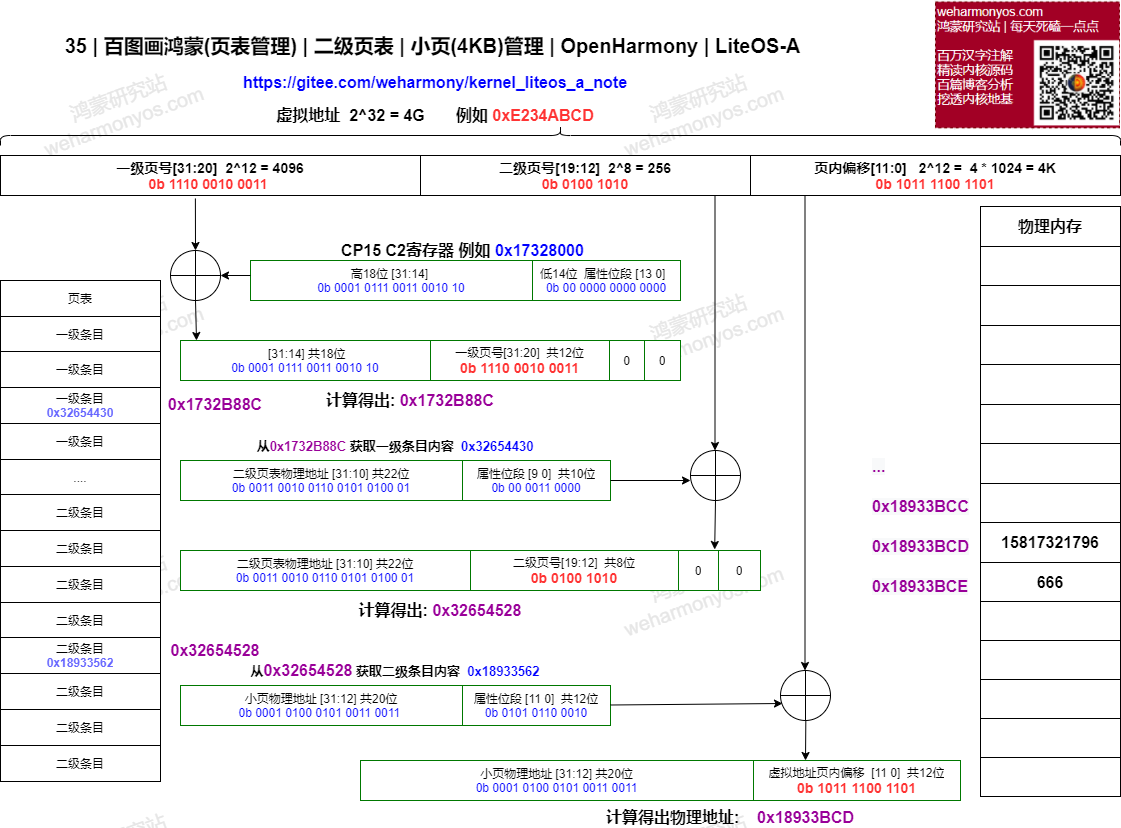 weharmonyos.com
鸿蒙研究站 | 每天死磕一点点
百万汉字注解
精读内核源码
百篇博客分析
挖透内核地基
35 | 百图画鸿蒙(页表管理) | 二级页表 | 小页(4KB)管理 | OpenHarmony | LiteOS-A
https://gitee.com/weharmony/kernel_liteos_a_note
虚拟地址 2^32 = 4G 例如 0xE234ABCD
一级页号[31:20] 2^12 = 4096
0b 1110 0010 0011
二级页号[19:12] 2^8 = 256
0b 0100 1010
页内偏移[11:0] 2^12 = 4 * 1024 = 4K
0b 1011 1100 1101
CP15 C2寄存器 例如 0x17328000
高18位 [31:14]
0b 0001 0111 0011 0010 10
低14位 属性位段 [13 0]
0b 00 0000 0000 0000
[31:14] 共18位
0b 0001 0111 0011 0010 10
一级页号[31:20] 共12位
0b 1110 0010 0011
0
0
计算得出: 0x1732B88C
从0x1732B88C 获取一级条目内容 0x32654430
二级页表物理地址 [31:10] 共22位
0b 0011 0010 0110 0101 0100 01
属性位段 [9 0] 共10位
0b 00 0011 0000
二级页表物理地址 [31:10] 共22位
0b 0011 0010 0110 0101 0100 01
二级页号[19:12] 共8位
0b 0100 1010
0
0
计算得出: 0x32654528
从0x32654528 获取二级条目内容 0x18933562
小页物理地址 [31:12] 共20位
0b 0001 0100 0101 0011 0011
属性位段 [11 0] 共12位
0b 0101 0110 0010
小页物理地址 [31:12] 共20位
0b 0001 0100 0101 0011 0011
虚拟地址页内偏移 [11 0] 共12位
0b 1011 1100 1101
计算得出物理地址: 0x18933BCD
页表
一级条目
一级条目
一级条目
0x32654430
0x1732B88C
一级条目
....
二级条目
二级条目
二级条目
二级条目
二级条目
0x18933562
0x32654528
二级条目
二级条目
二级条目
物理内存
...
0x18933BCC
0x18933BCD
15817321796
0x18933BCE
666
鸿蒙研究站
weharmonyos.com
鸿蒙研究站
weharmonyos.com
鸿蒙研究站
weharmonyos.com